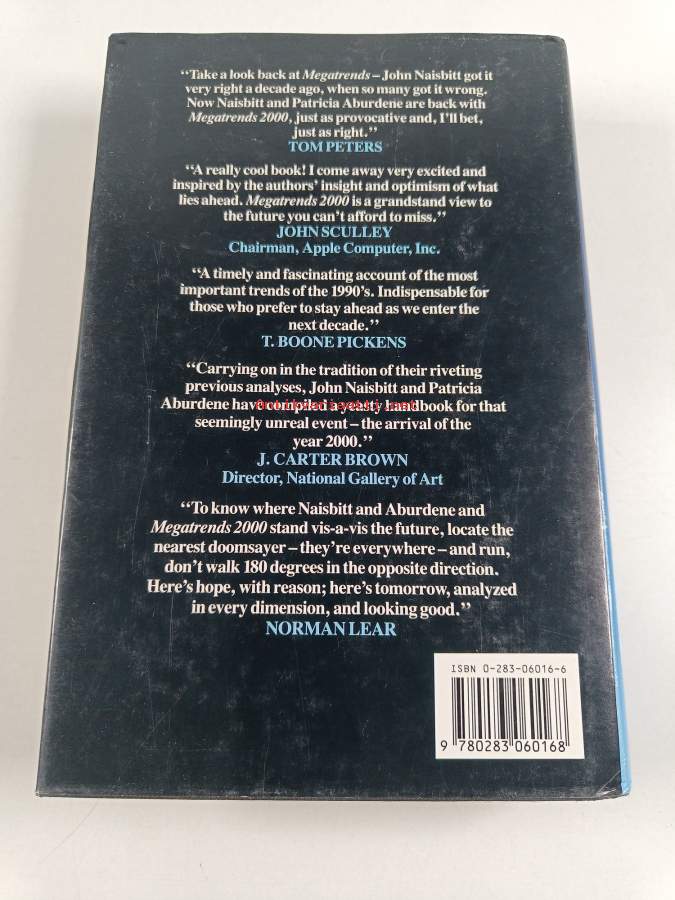 “Take a look back at Megatrends – John Naisbitt got it
very right a decade ago, when so many got it wrong.
Now Naisbitt and Patricia Aburdene are back with
Megatrends 2000, just as provocative and, I’ll bet,
just as right.”
TOM PETERS
“A really cool book! I come away very excited and
inspired by the authors’ insight and optimism of what
lies ahead. Megatrends 2000 is a grandstand view to
the future you can’t afford to miss.”
JOHN SCULLEY
Chairman, Apple Computer, Inc.
“A timely and fascinating account of the most
important trends of the 1990’s. Indispensable for
those who prefer to stay ahead as we enter the
next decade.”
T. BOONE PICKENS
“Carrying on in the tradition of their riveting
previous analyses, John Naisbitt and Patricia
Aburdene have compiled a yeasty handbook for that
seemingly unreal event – the arrival of the
year 2000.”
J. CARTER BROWN
Director, National Gallery of Art
“To know where Naisbitt and Aburdene and
Megatrends 2000 stand vis-a-vis the future, locate the
nearest doomsayer – they’re everywhere – and run,
don’t walk 180 degrees in the opposite direction.
Here’s hope, with reason; here’s tomorrow, analyzed
in every dimension, and looking good.”
NORMAN LEAR
ISBN 0-283-06016-6
9 780283 060168